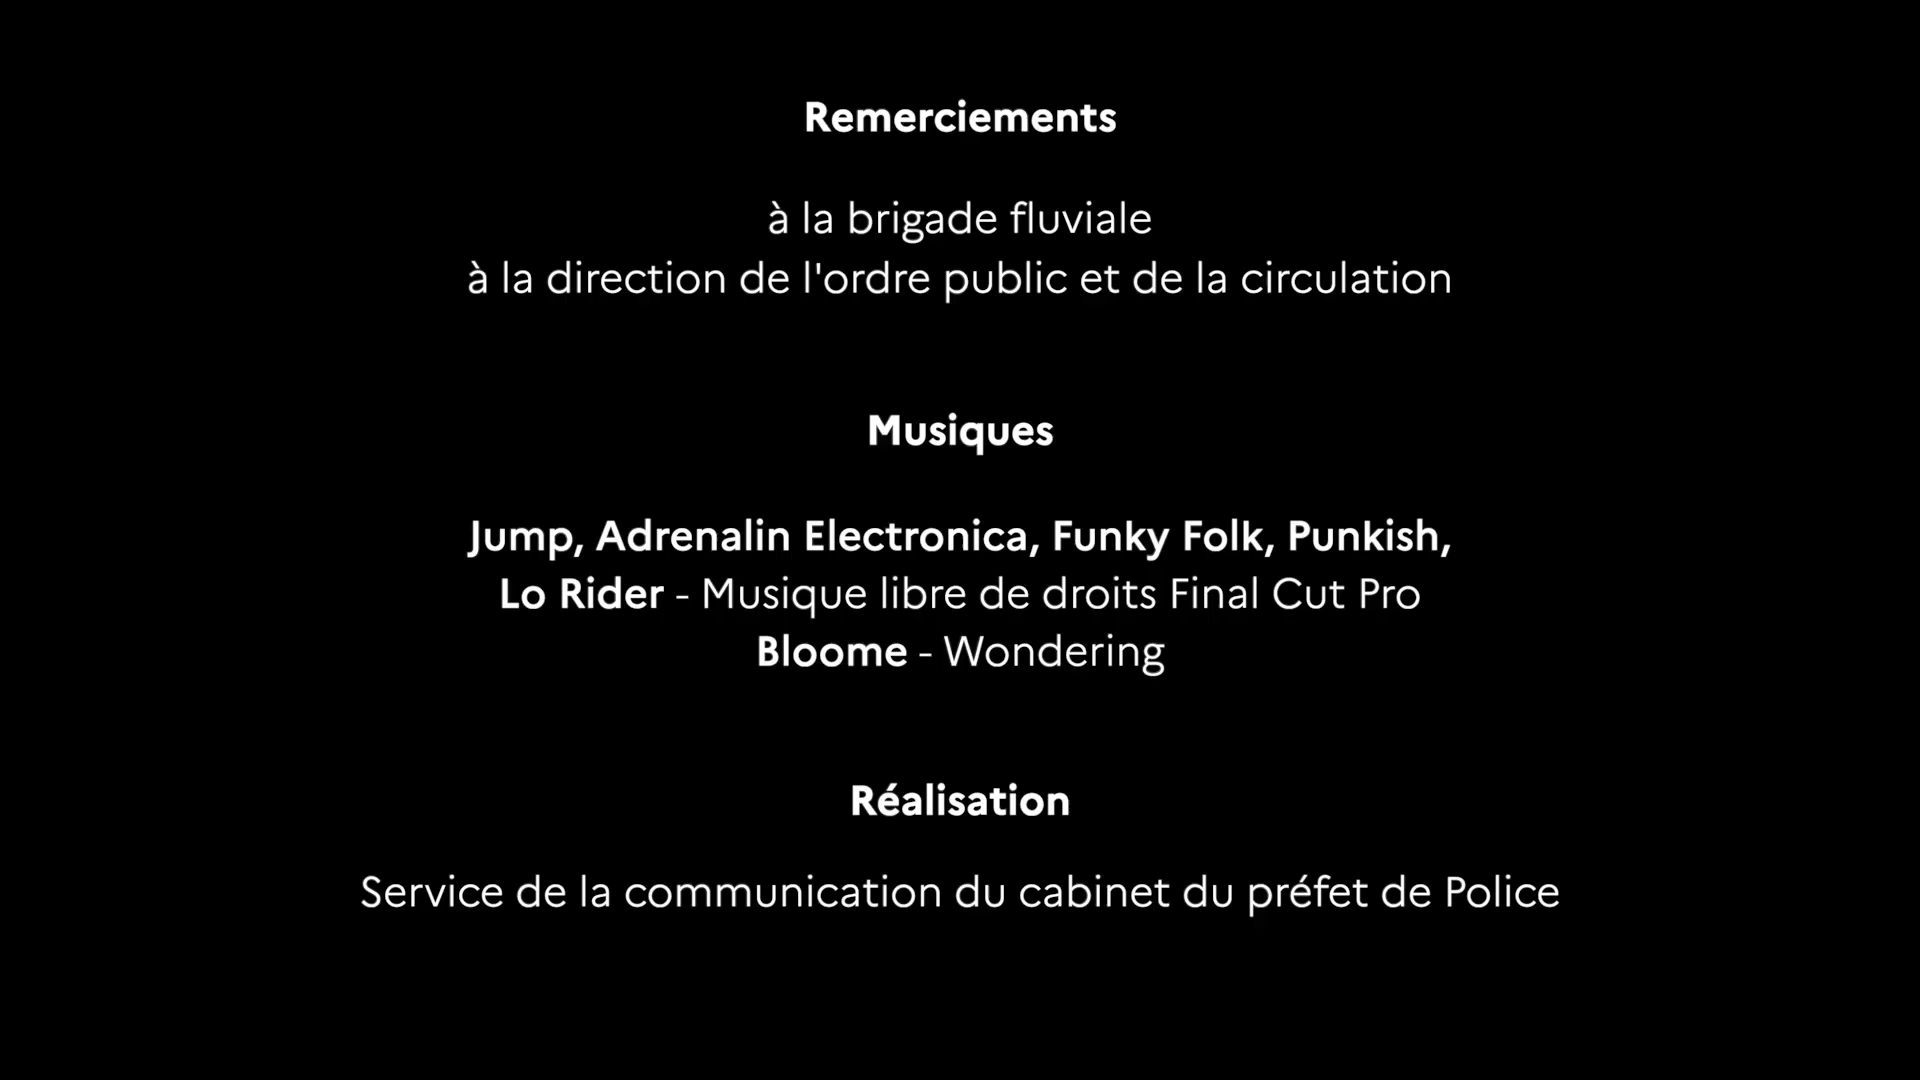 Remerciements
à la brigade fluviale
à la direction de l'ordre public et de la circulation
Musiques
Jump, Adrenalin Electronica, Funky Folk, Punkish,
Lo Rider - Musique libre de droits Final Cut Pro
Bloome - Wondering
Réalisation
Service de la communication du cabinet du préfet de Police